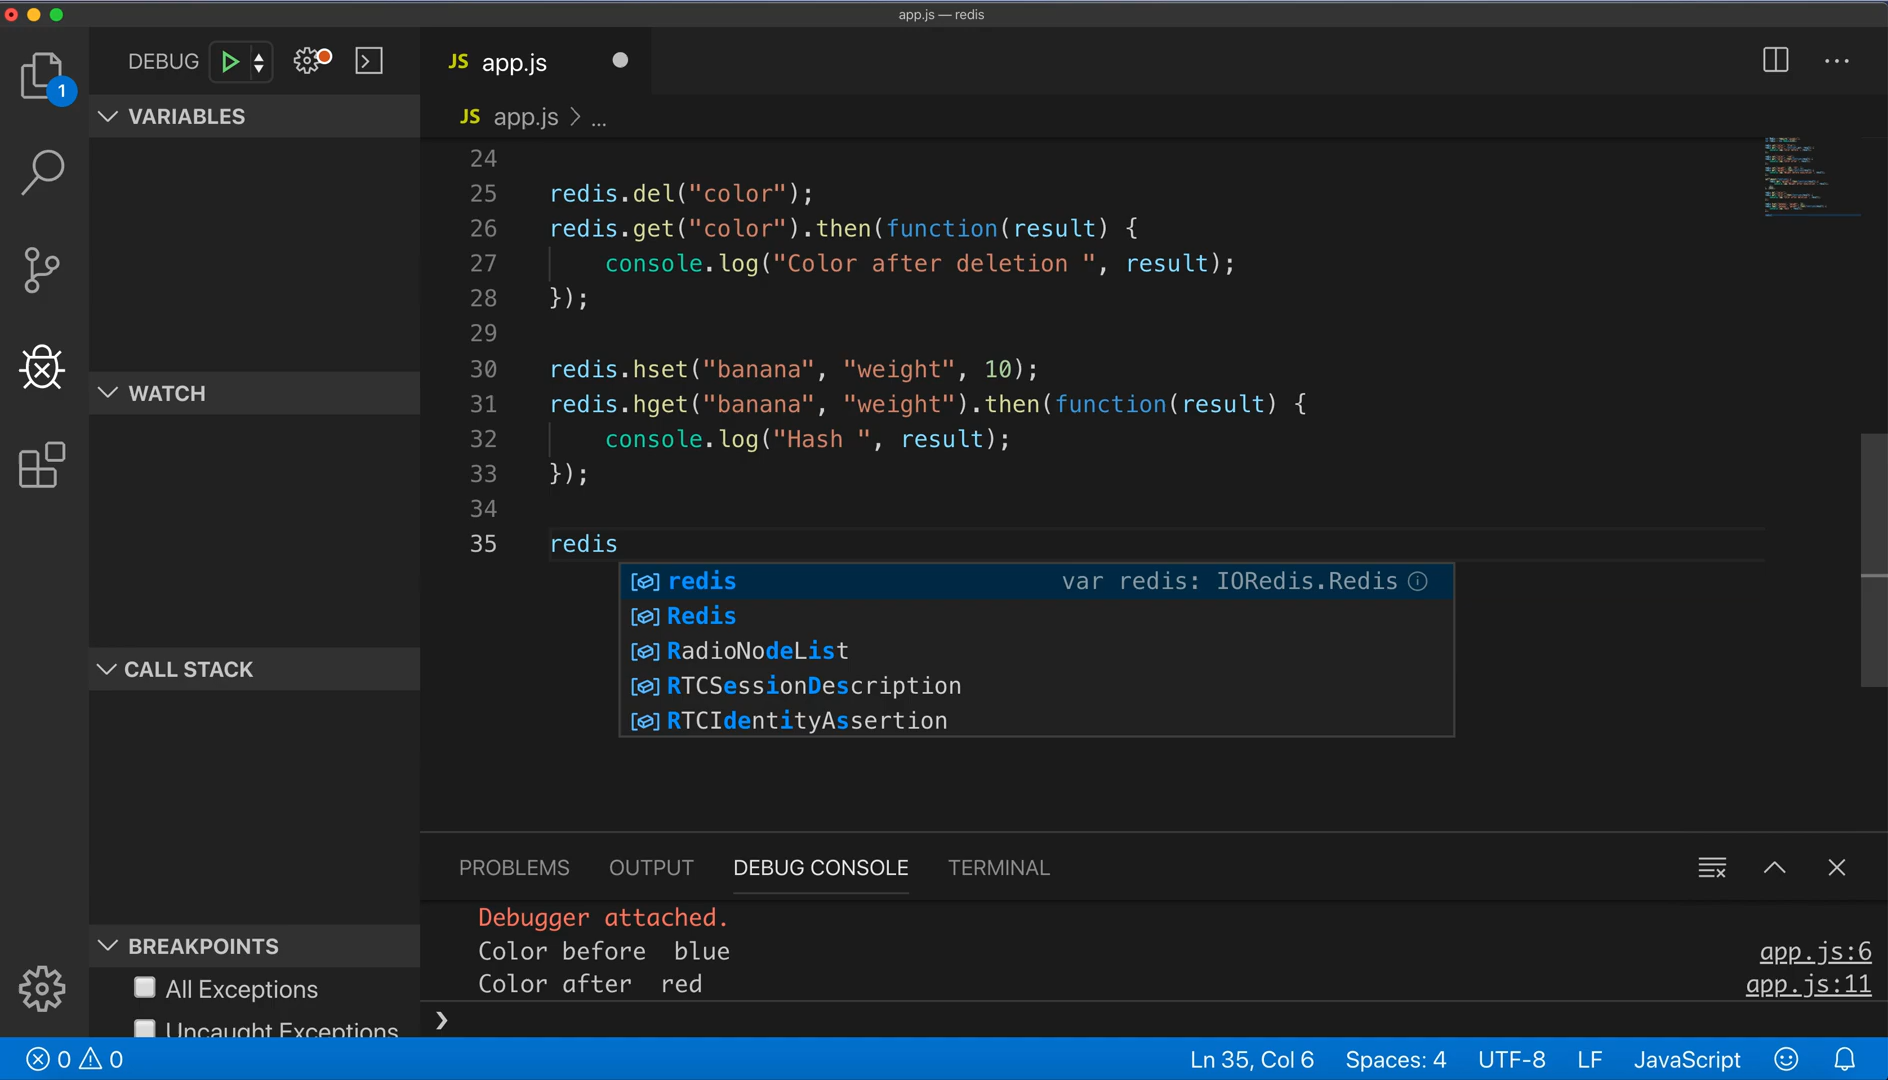 app.js — redis
DEBUG
JS app.js
1
VARIABLES
JS app.js > ...
24
25 redis.del("color");
26 redis.get("color").then(function(result) {
27 console.log("Color after deletion ", result);
28 });
29
30 redis.hset("banana", "weight", 10);
31 redis.hget("banana", "weight").then(function(result) {
32 console.log("Hash ", result);
33 });
34
35 redis
redis var redis: IORedis.Redis
Redis
RadioNodeList
RTCSessionDescription
RTCIdentityAssertion
WATCH
CALL STACK
BREAKPOINTS
All Exceptions
Uncaught Exceptions
PROBLEMS OUTPUT DEBUG CONSOLE TERMINAL
Debugger attached.
Color before  blue app.js:6
Color after  red app.js:11
0 0 Ln 35, Col 6 Spaces: 4 UTF-8 LF JavaScript